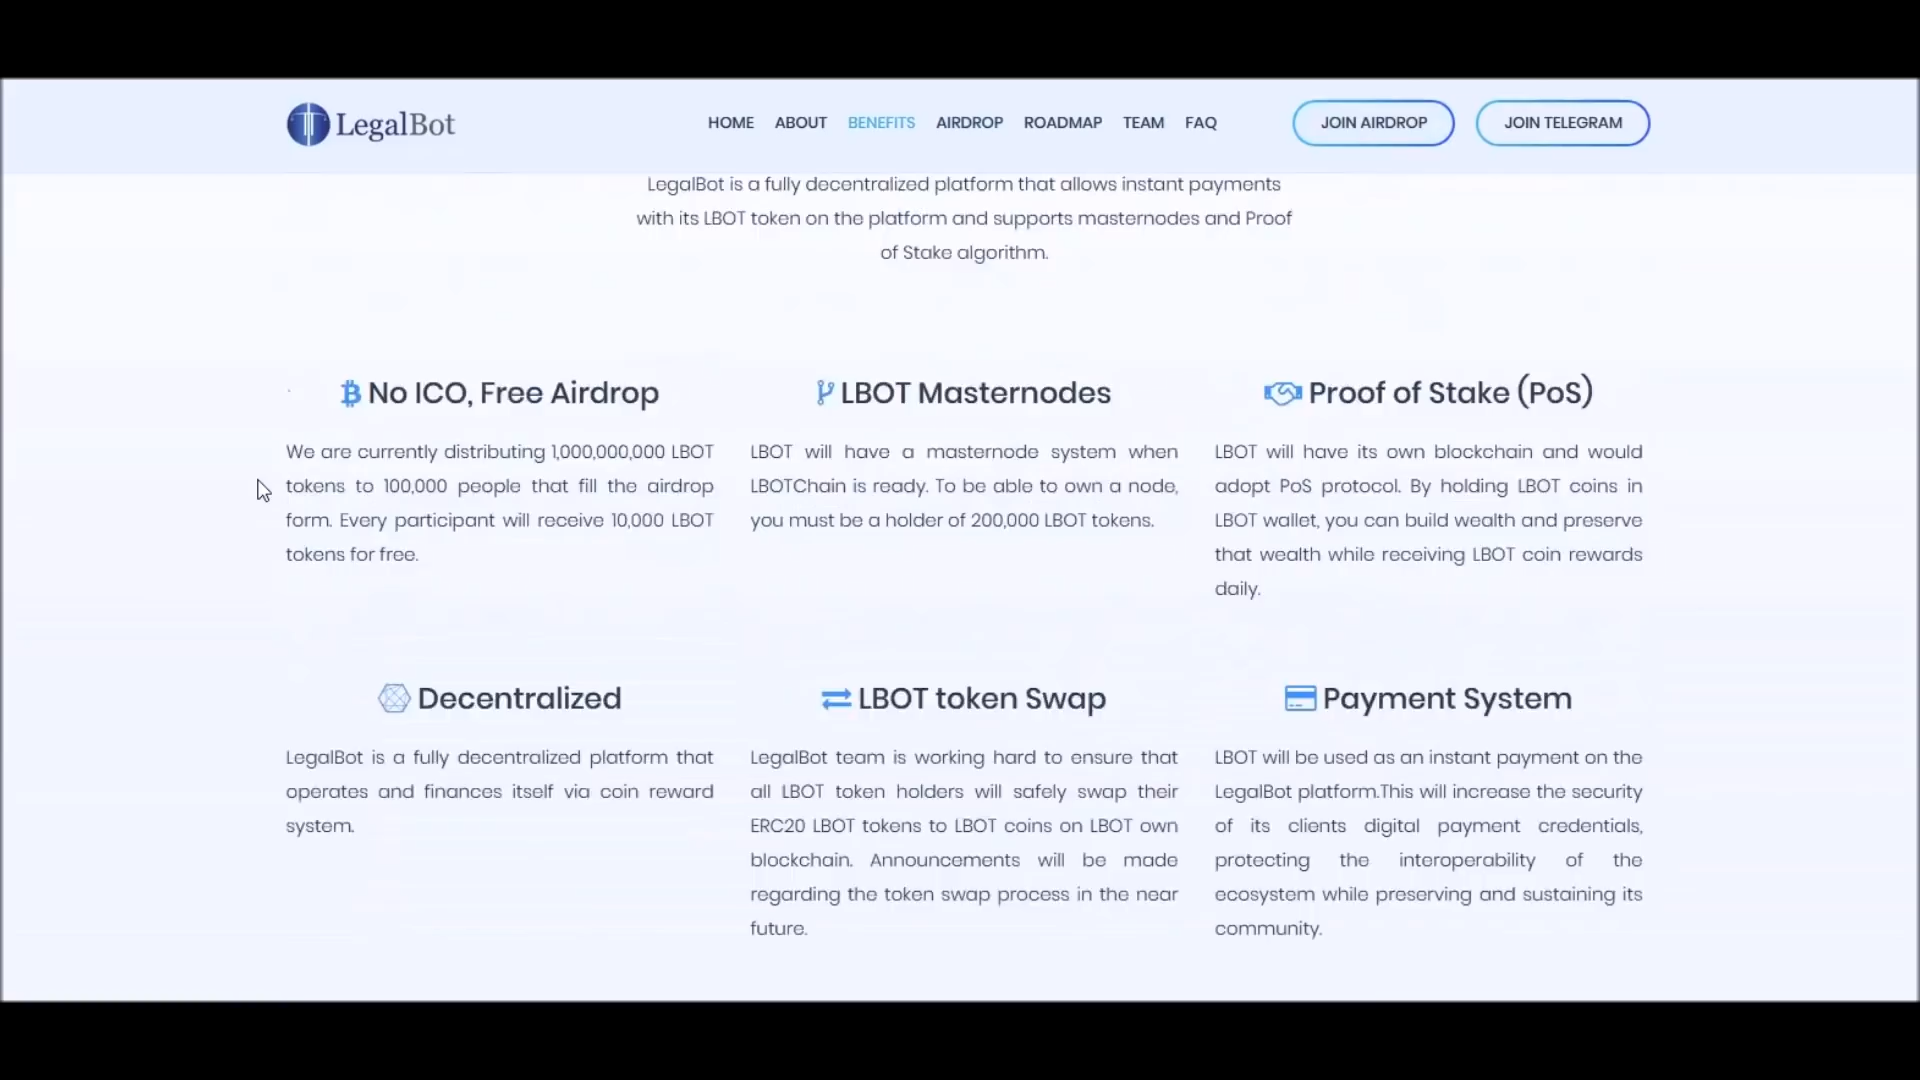 LegalBot
HOME ABOUT BENEFITS AIRDROP ROADMAP TEAM FAQ JOIN AIRDROP JOIN TELEGRAM
LegalBot is a fully decentralized platform that allows instant payments
with its LBOT token on the platform and supports masternodes and Proof
of Stake algorithm.
No ICO, Free Airdrop
We are currently distributing 1,000,000,000 LBOT
tokens to 100,000 people that fill the airdrop
form. Every participant will receive 10,000 LBOT
tokens for free.
LBOT Masternodes
LBOT will have a masternode system when
LBOTChain is ready. To be able to own a node,
you must be a holder of 200,000 LBOT tokens.
Proof of Stake (PoS)
LBOT will have its own blockchain and would
adopt PoS protocol. By holding LBOT coins in
LBOT wallet, you can build wealth and preserve
that wealth while receiving LBOT coin rewards
daily.
Decentralized
LegalBot is a fully decentralized platform that
operates and finances itself via coin reward
system.
LBOT token Swap
LegalBot team is working hard to ensure that
all LBOT token holders will safely swap their
ERC20 LBOT tokens to LBOT coins on LBOT own
blockchain. Announcements will be made
regarding the token swap process in the near
future.
Payment System
LBOT will be used as an instant payment on the
LegalBot platform.This will increase the security
of its clients digital payment credentials,
protecting the interoperability of the
ecosystem while preserving and sustaining its
community.